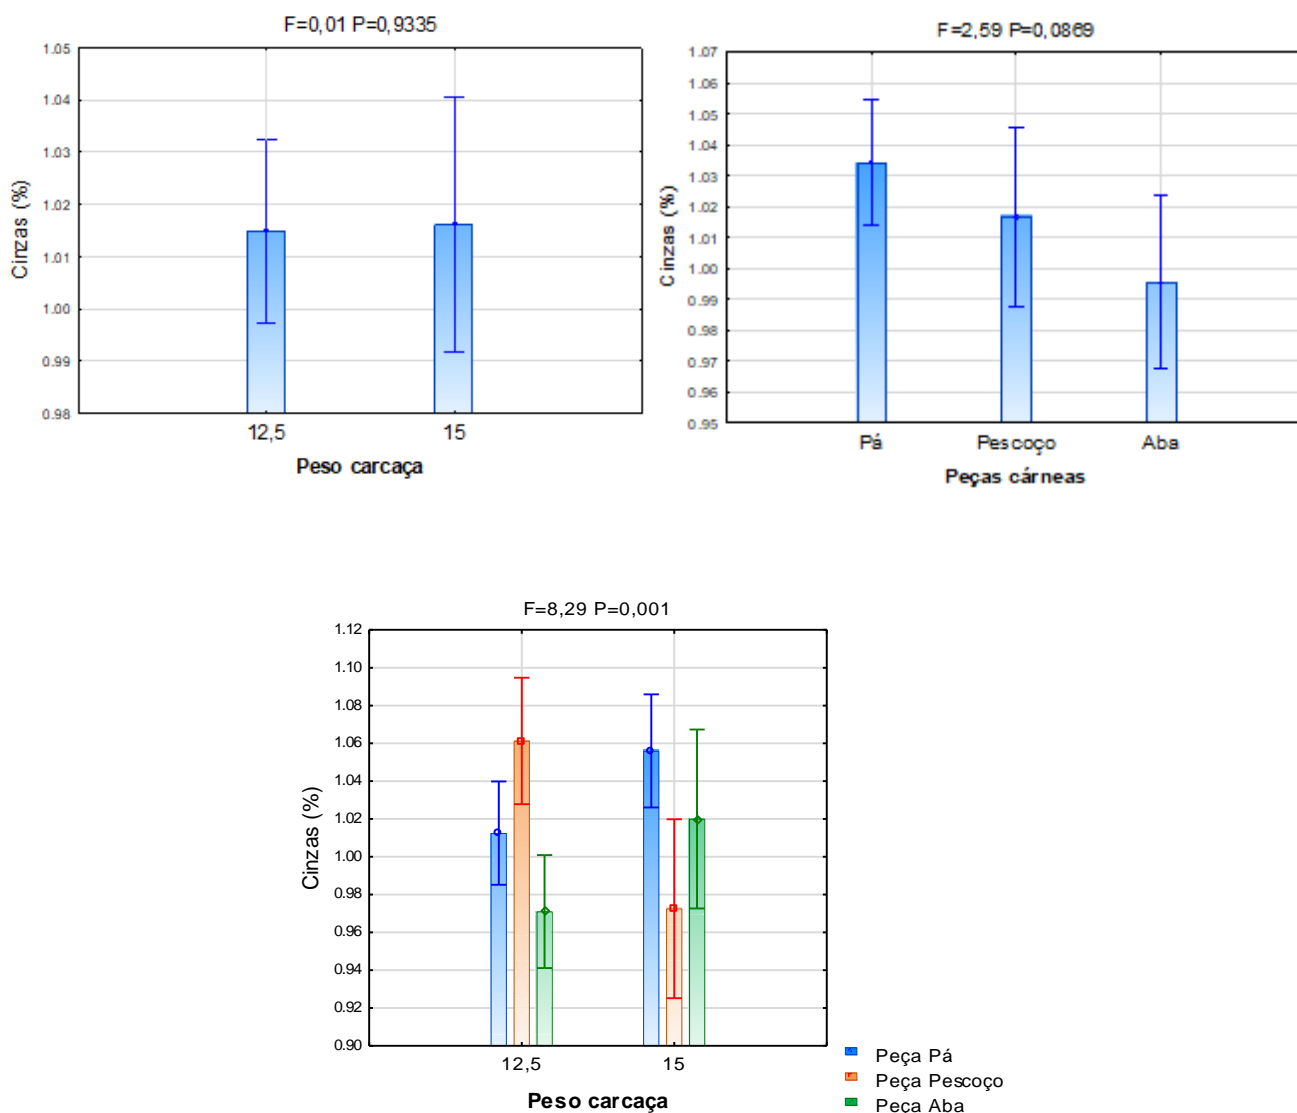 F=0,01 P=0,9335
1.05
1.04
1.03
1.02
1.01
1.00
0.99
0.98
Cinzas (%)
12,5
15
Peso carcaça
F=2,59 P=0,0869
1.07
1.06
1.05
1.04
1.03
1.02
1.01
1.00
0.99
0.98
0.97
0.96
0.95
Cinzas (%)
Pá
Pescoço
Aba
Peças cárneas
F=8,29 P=0,001
1.12
1.10
1.08
1.06
1.04
1.02
1.00
0.98
0.96
0.94
0.92
0.90
Cinzas (%)
12,5
15
Peso carcaça
Peça Pá
Peça Pescoço
Peca Aba